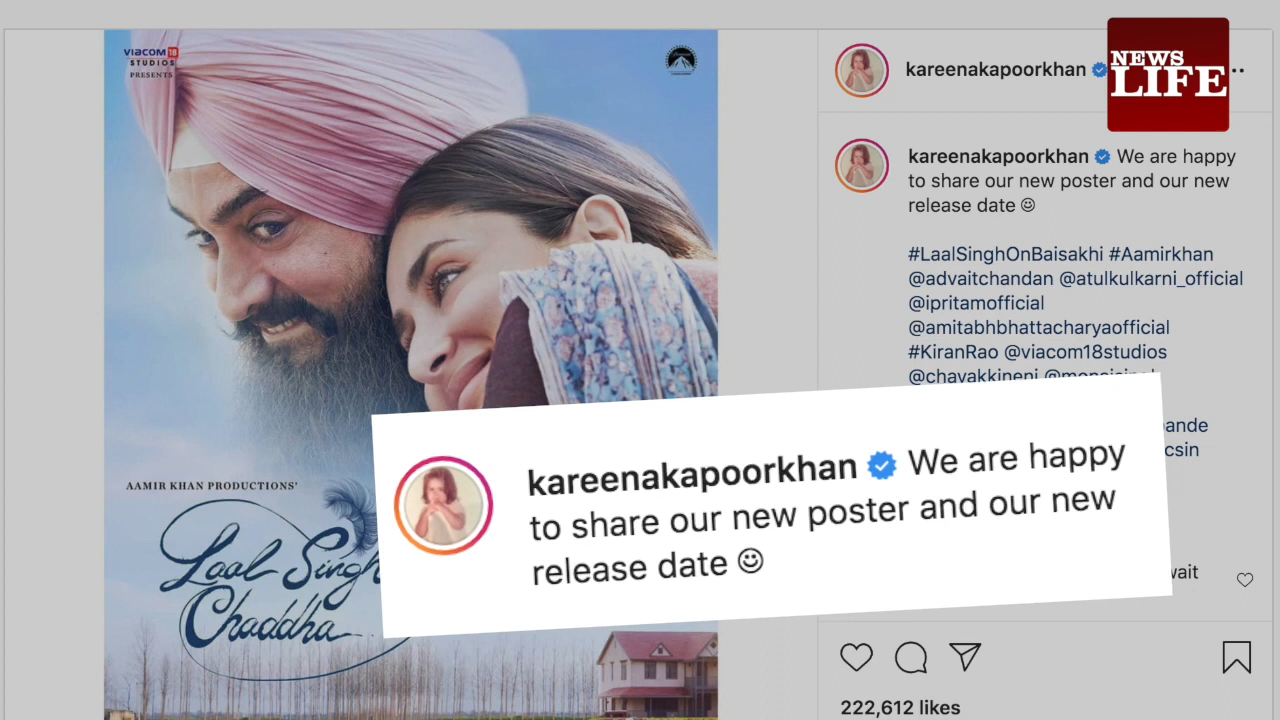 VIACOM 18
STUDIOS
PRESENTS
AAMIR KHAN PRODUCTIONS'
Laal Singh
Chaddha
kareenakapoorkhan
NEWS
LIFE
kareenakapoorkhan We are happy
to share our new poster and our new
release date ☺
#LaalSinghOnBaisakhi #Aamirkhan
@advaitchandan @atulkulkarni_official
@ipritamofficial
@amitabhbhattacharyaofficial
#KiranRao @viacom18studios
@chavakkineni
kareenakapoorkhan We are happy
to share our new poster and our new
release date ☺
222,612 likes